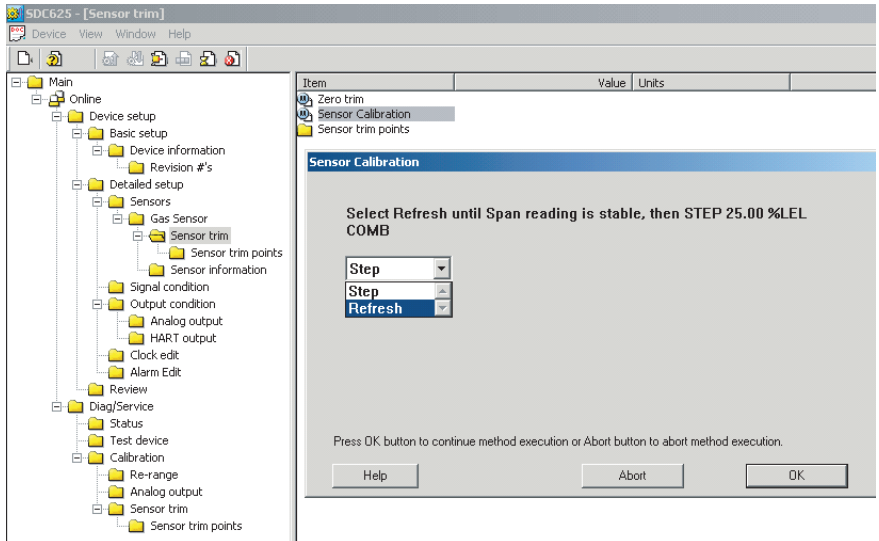 SDC625 - [Sensor trim]
DOC
Device View Window Help
Main
Online
Device setup
Basic setup
Device information
Revision #'s
Detailed setup
Sensors
Gas Sensor
Sensor trim
Sensor trim points
Sensor information
Signal condition
Output condition
Analog output
HART output
Clock edit
Alarm Edit
Review
Diag/Service
Status
Test device
Calibration
Re-range
Analog output
Sensor trim
Sensor trim points
Item Value Units
Zero trim
Sensor Calibration
Sensor trim points
Sensor Calibration
Select Refresh until Span reading is stable, then STEP 25.00 %LEL
COMB
Step
Step
Refresh
Press OK button to continue method execution or Abort button to abort method execution.
Help Abort OK